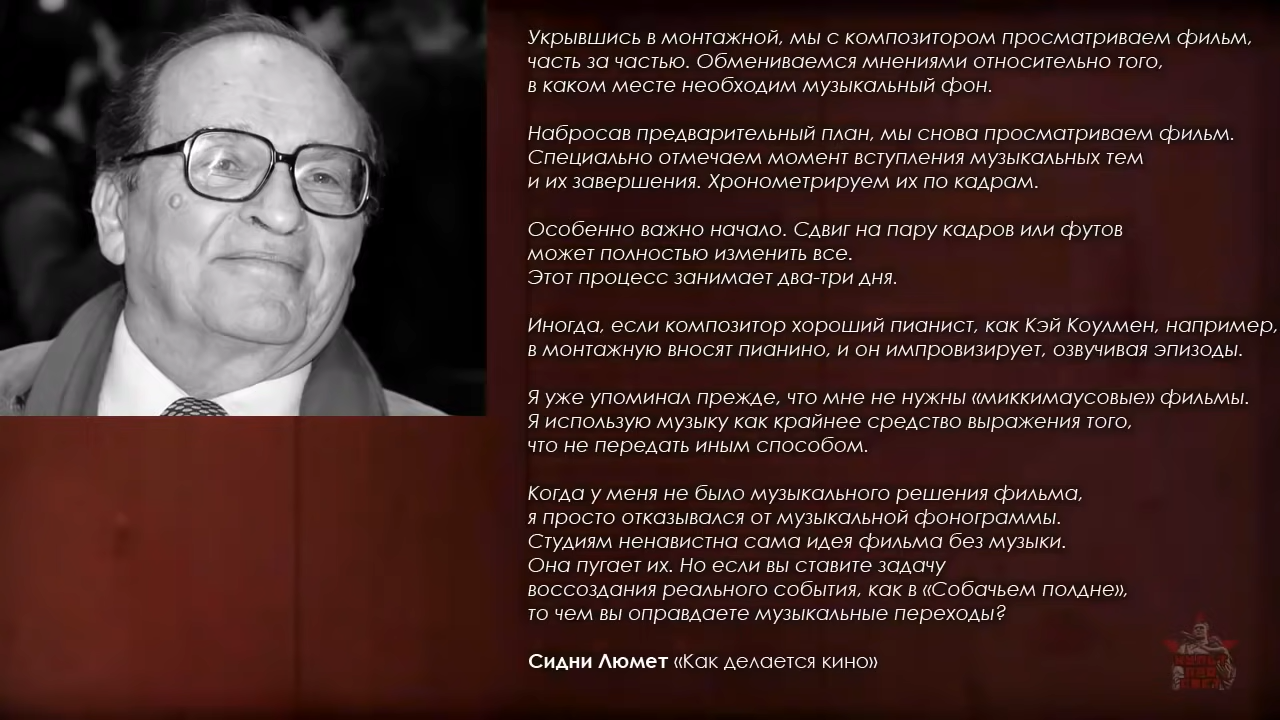 Укрывшись в монтажной, мы с композитором просматриваем фильм,
часть за частью. Обмениваемся мнениями относительно того,
в каком месте необходим музыкальный фон.
Набросав предварительный план, мы снова просматриваем фильм.
Специально отмечаем момент вступления музыкальных тем
и их завершения. Хронометрируем их по кадрам.
Особенно важно начало. Сдвиг на пару кадров или футов
может полностью изменить все.
Этот процесс занимает два-три дня.
Иногда, если композитор хороший пианист, как Кэй Коулмен, например,
в монтажную вносят пианино, и он импровизирует, озвучивая эпизоды.
Я уже упоминал прежде, что мне не нужны «миккимаусовые» фильмы.
Я использую музыку как крайнее средство выражения того,
что не передать иным способом.
Когда у меня не было музыкального решения фильма,
я просто отказывался от музыкальной фонограммы.
Студиям ненавистна сама идея фильма без музыки.
Она пугает их. Но если вы ставите задачу
воссоздания реального события, как в «Собачьем полдне»,
то чем вы оправдаете музыкальные переходы?
Сидни Люмет «Как делается кино»